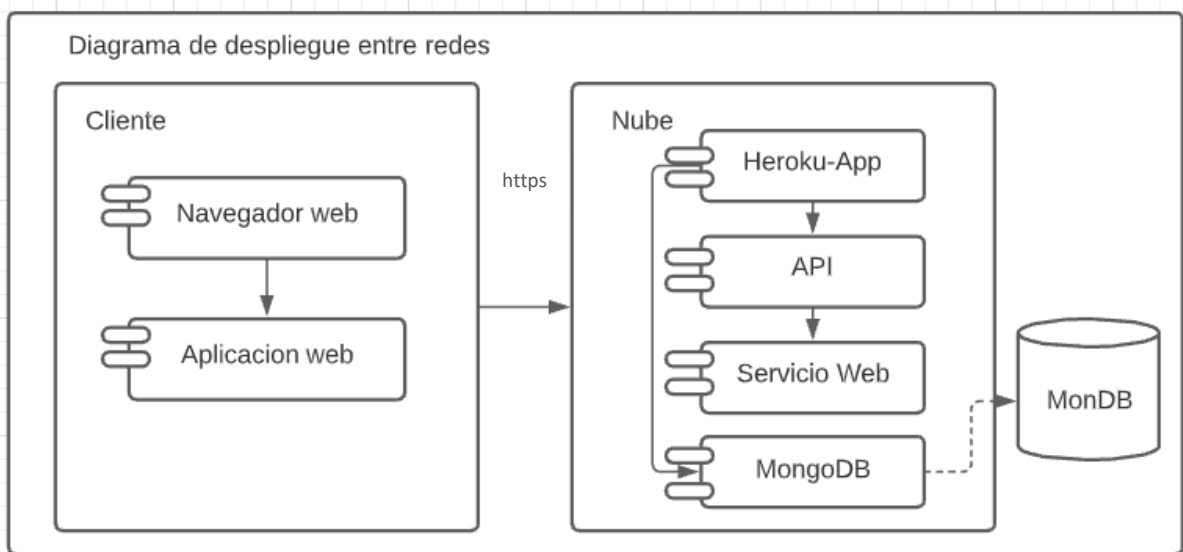 Diagrama de despliegue entre redes
Cliente
Navegador web
Aplicacion web
https
Nube
Heroku-App
API
Servicio Web
MongoDB
MonDB